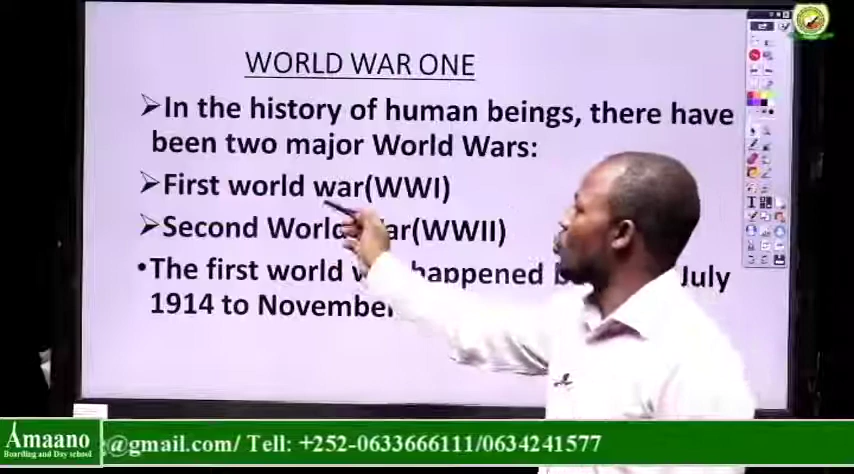 WORLD WAR ONE
➢In the history of human beings, there have
been two major World Wars:
➢First world war(WWI)
➢Second World War(WWII)
•The first world happened July
1914 to November
Amaano
Boarding and Day school
@gmail.com/ Tell: +252-0633666111/0634241577